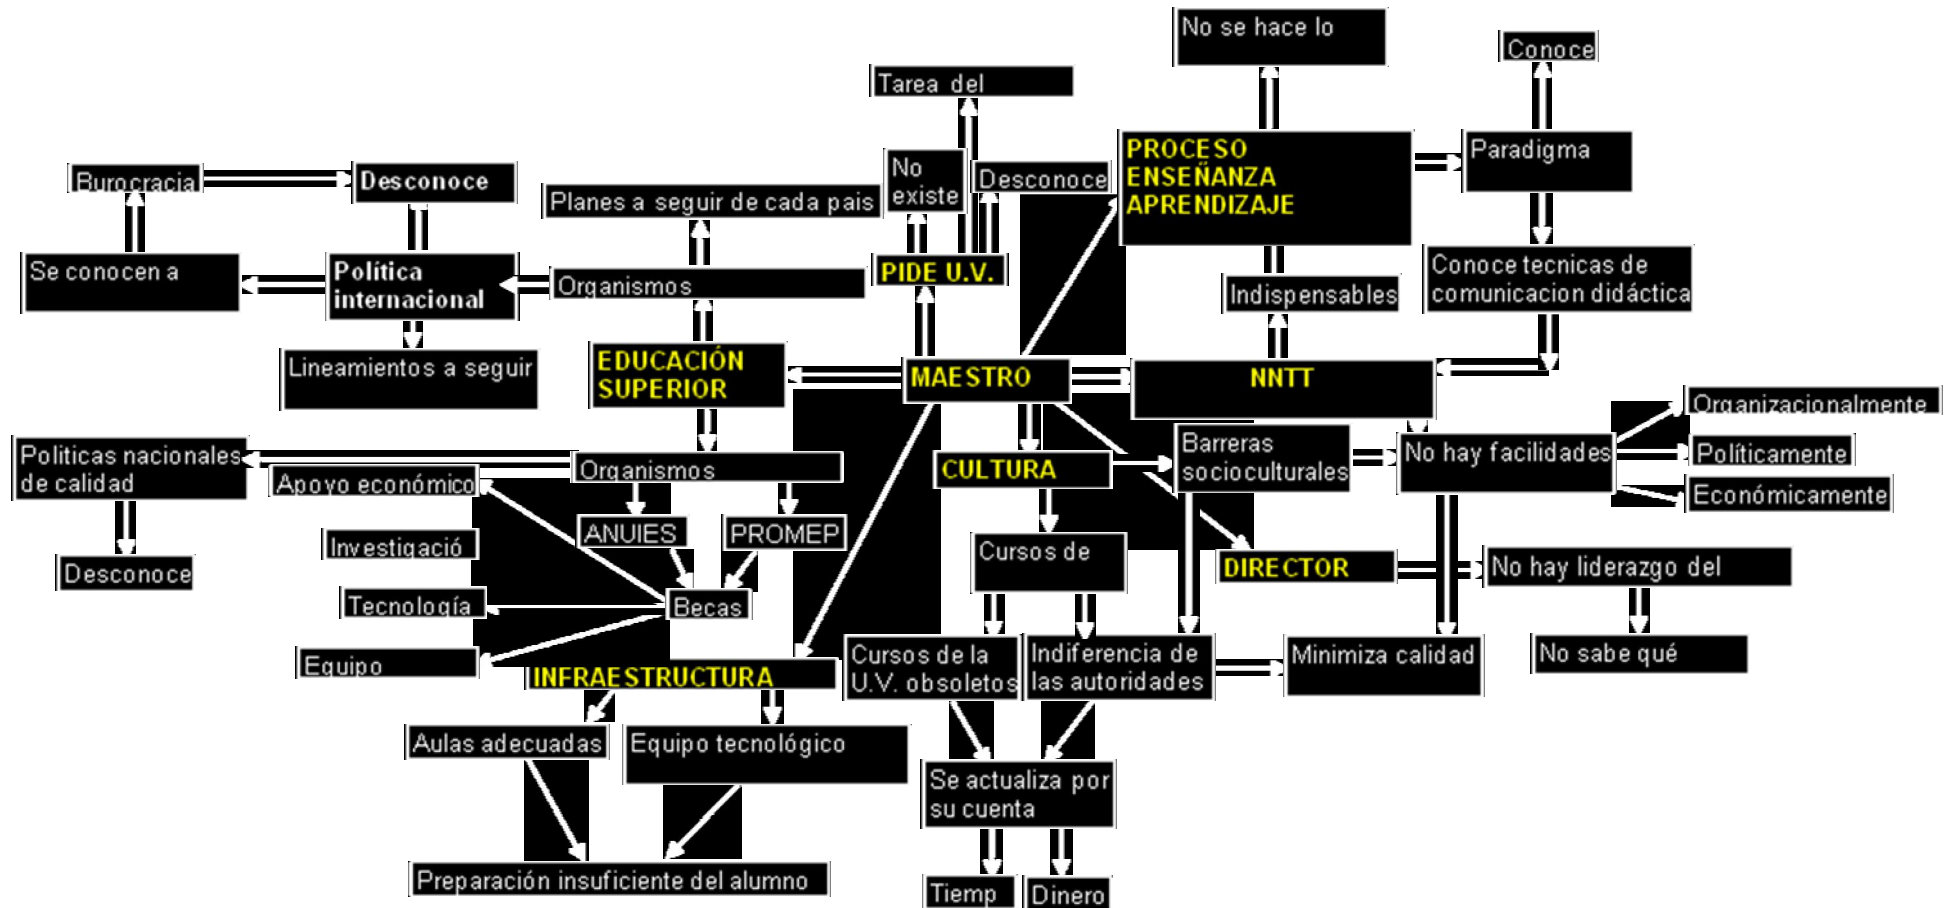 No se hace lo
Conoce
Tarea del
PROCESO
ENSEÑANZA
APRENDIZAJE
Paradigma
No
existe
Desconoce
Burocracia
Desconoce
Planes a seguir de cada pais
Se conocen a
Política
internacional
Organismos
PIDE U.V.
Indispensables
Conoce tecnicas de
comunicacion didáctica
Lineamientos a seguir
EDUCACIÓN
SUPERIOR
MAESTRO
NNTT
Organizacionalmente
Politicas nacionales
de calidad
Apoyo económico
Organismos
CULTURA
Barreras
socioculturales
No hay facilidades
Políticamente
Económicamente
ANUIES
PROMEP
Investigació
Cursos de
Desconoce
DIRECTOR
No hay liderazgo del
Tecnología
Becas
Equipo
INFRAESTRUCTURA
Cursos de la
U.V. obsoletos
Indiferencia de
las autoridades
Minimiza calidad
No sabe qué
Aulas adecuadas
Equipo tecnológico
Se actualiza por
su cuenta
Preparación insuficiente del alumno
Tiemp
Dinero